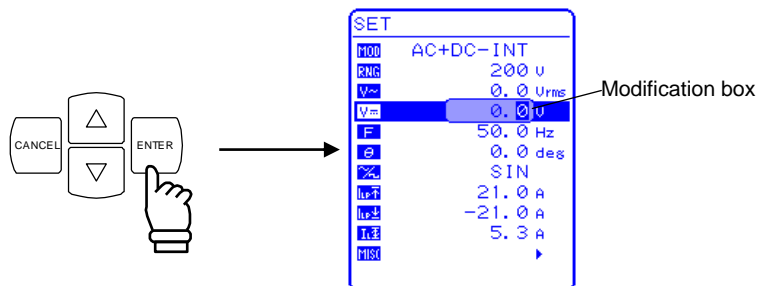 CANCEL
ENTER
SET
MOD AC+DC-INT
RNG 200 V
V~ 0.0 Vrms
V⎓ 0.0 V
F 50.0 Hz
θ 0.0 deg
SIN
21.0 A
-21.0 A
5.3 A
MISC
Modification box